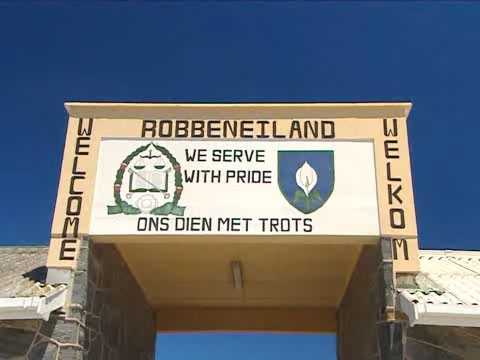 ROBBENEILAND
WELCOME
WE SERVE
WITH PRIDE
ONS DIEN MET TROTS
WELKOM